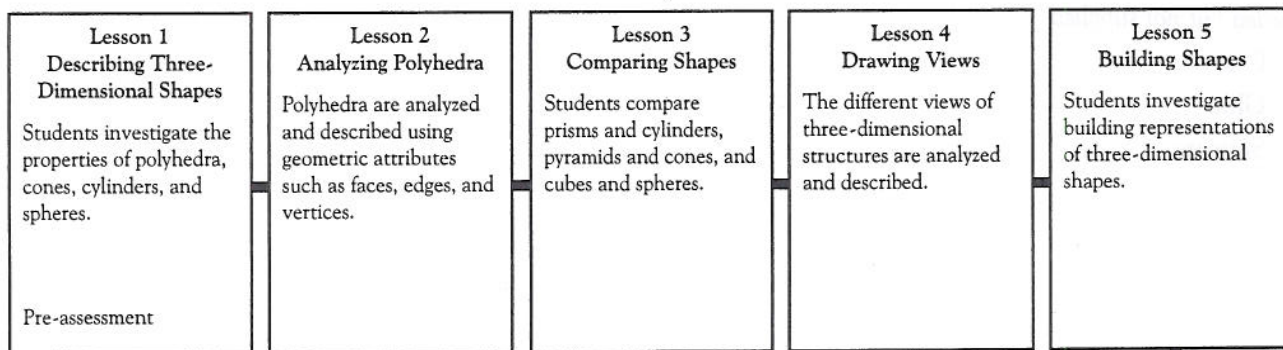 Lesson 1
Describing Three-
Dimensional Shapes
Students investigate the
properties of polyhedra,
cones, cylinders, and
spheres.
Pre-assessment
Lesson 2
Analyzing Polyhedra
Polyhedra are analyzed
and described using
geometric attributes
such as faces, edges, and
vertices.
Lesson 3
Comparing Shapes
Students compare
prisms and cylinders,
pyramids and cones, and
cubes and spheres.
Lesson 4
Drawing Views
The different views of
three-dimensional
structures are analyzed
and described.
Lesson 5
Building Shapes
Students investigate
building representations
of three-dimensional
shapes.